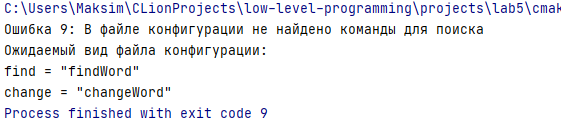 C:\Users\Maksim\CLionProjects\low-level-programming\projects\lab5\cmak
Ошибка 9: В файле конфигурации не найдено команды для поиска
Ожидаемый вид файла конфигурации:
find = "findWord"
change = "changeWord"
Process finished with exit code 9